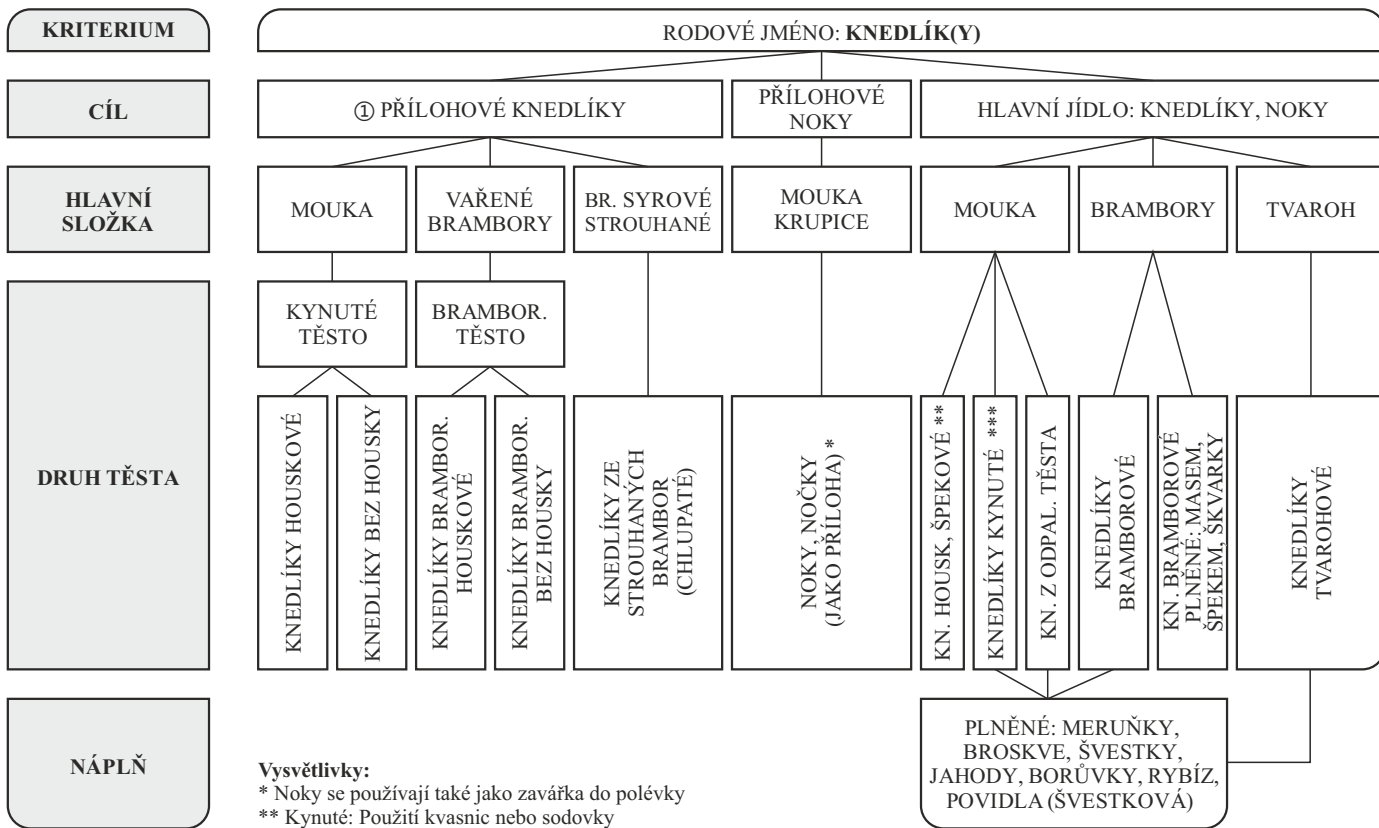 KRITERIUM
RODOVÉ JMÉNO: KNEDLÍK(Y)
CÍL
① PŘÍLOHOVÉ KNEDLÍKY
PŘÍLOHOVÉ
NOKY
HLAVNÍ JÍDLO: KNEDLÍKY, NOKY
HLAVNÍ
SLOŽKA
MOUKA
VAŘENÉ
BRAMBORY
BR. SYROVÉ
STROUHANÉ
MOUKA
KRUPICE
MOUKA
BRAMBORY
TVAROH
DRUH TĚSTA
KYNUTÉ
TĚSTO
BRAMBOR.
TĚSTO
KNEDLÍKY HOUSKOVÉ
KNEDLÍKY BEZ HOUSKY
KNEDLÍKY BRAMBOR.
HOUSKOVÉ
KNEDLÍKY BRAMBOR.
BEZ HOUSKY
KNEDLÍKY ZE
STROUHANÝCH
BRAMBOR
(CHLUPATÉ)
NOKY, NOČKY
(JAKO PŘÍLOHA) *
KN. HOUSK, ŠPEKOVÉ **
KNEDLÍKY KYNUTÉ ***
KN. Z ODPAL. TĚSTA
KNEDLÍKY
BRAMBOROVÉ
KN. BRAMBOROVÉ
PLNĚNÉ: MASEM,
ŠPEKEM, ŠKVARKY
KNEDLÍKY
TVAROHOVÉ
NÁPLŇ
PLNĚNÉ: MERUŇKY,
BROSKVE, ŠVESTKY,
JAHODY, BORŮVKY, RYBÍZ,
POVIDLA (ŠVESTKOVÁ)
Vysvětlivky:
* Noky se používají také jako zavářka do polévky
** Kynuté: Použití kvasnic nebo sodovky